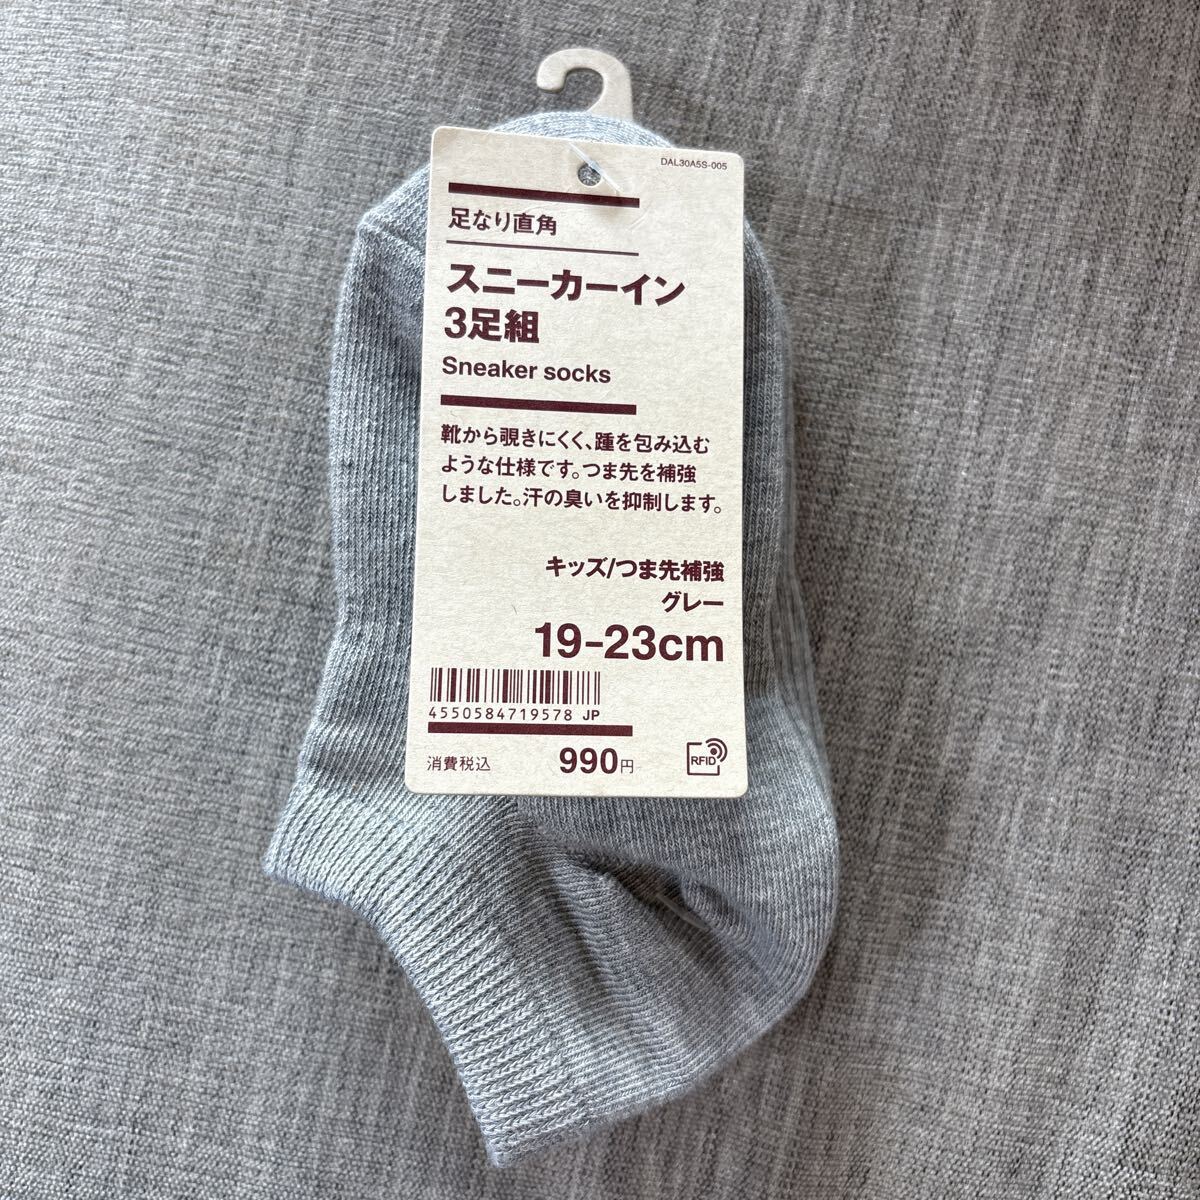 DAL30A5S-005
足なり直角
スニーカーイン
3足組
Sneaker socks
靴から覗きにくく、踵を包み込む
ような仕様です。つま先を補強
しました。汗の臭いを抑制します。
キッズ/つま先補強
グレー
19-23cm
4550584719578 JP
消費税込 990円
RFID